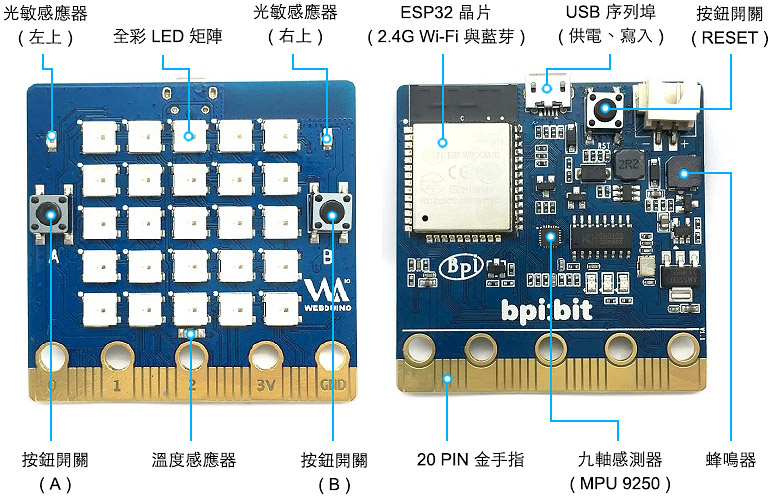 光敏感應器
( 左上 )
全彩 LED 矩陣
光敏感應器
( 右上 )
ESP32 晶片
( 2.4G Wi-Fi 與藍芽 )
USB 序列埠
( 供電、寫入 )
按鈕開關
( RESET )
A
B
WEBDUINO
0
1
2
3V
GND
RST
2R2
Bpi
bpi:bit
按鈕開關
( A )
溫度感應器
按鈕開關
( B )
20 PIN 金手指
九軸感測器
( MPU 9250 )
蜂鳴器